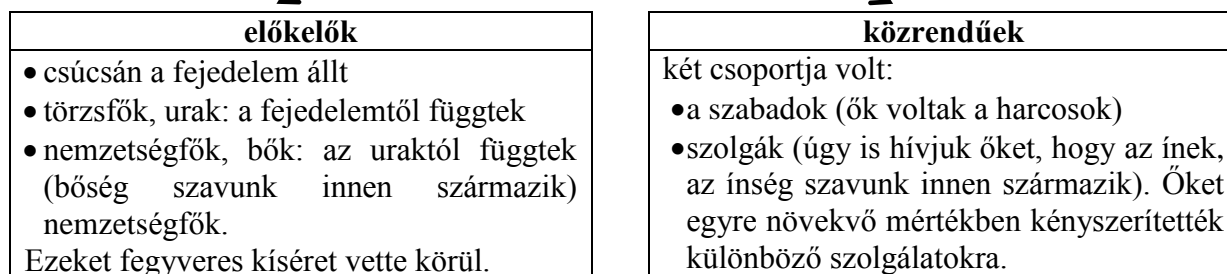 előkelők
• csúcsán a fejedelem állt
• törzsfők, urak: a fejedelemtől függtek
• nemzetségfők, bők: az uraktól függtek
(bőség szavunk innen származik)
nemzetségfők.
Ezeket fegyveres kíséret vette körül.
közrendűek
két csoportja volt:
•a szabadok (ők voltak a harcosok)
•szolgák (úgy is hívjuk őket, hogy az ínek,
az ínség szavunk innen származik). Őket
egyre növekvő mértékben kényszerítették
különböző szolgálatokra.